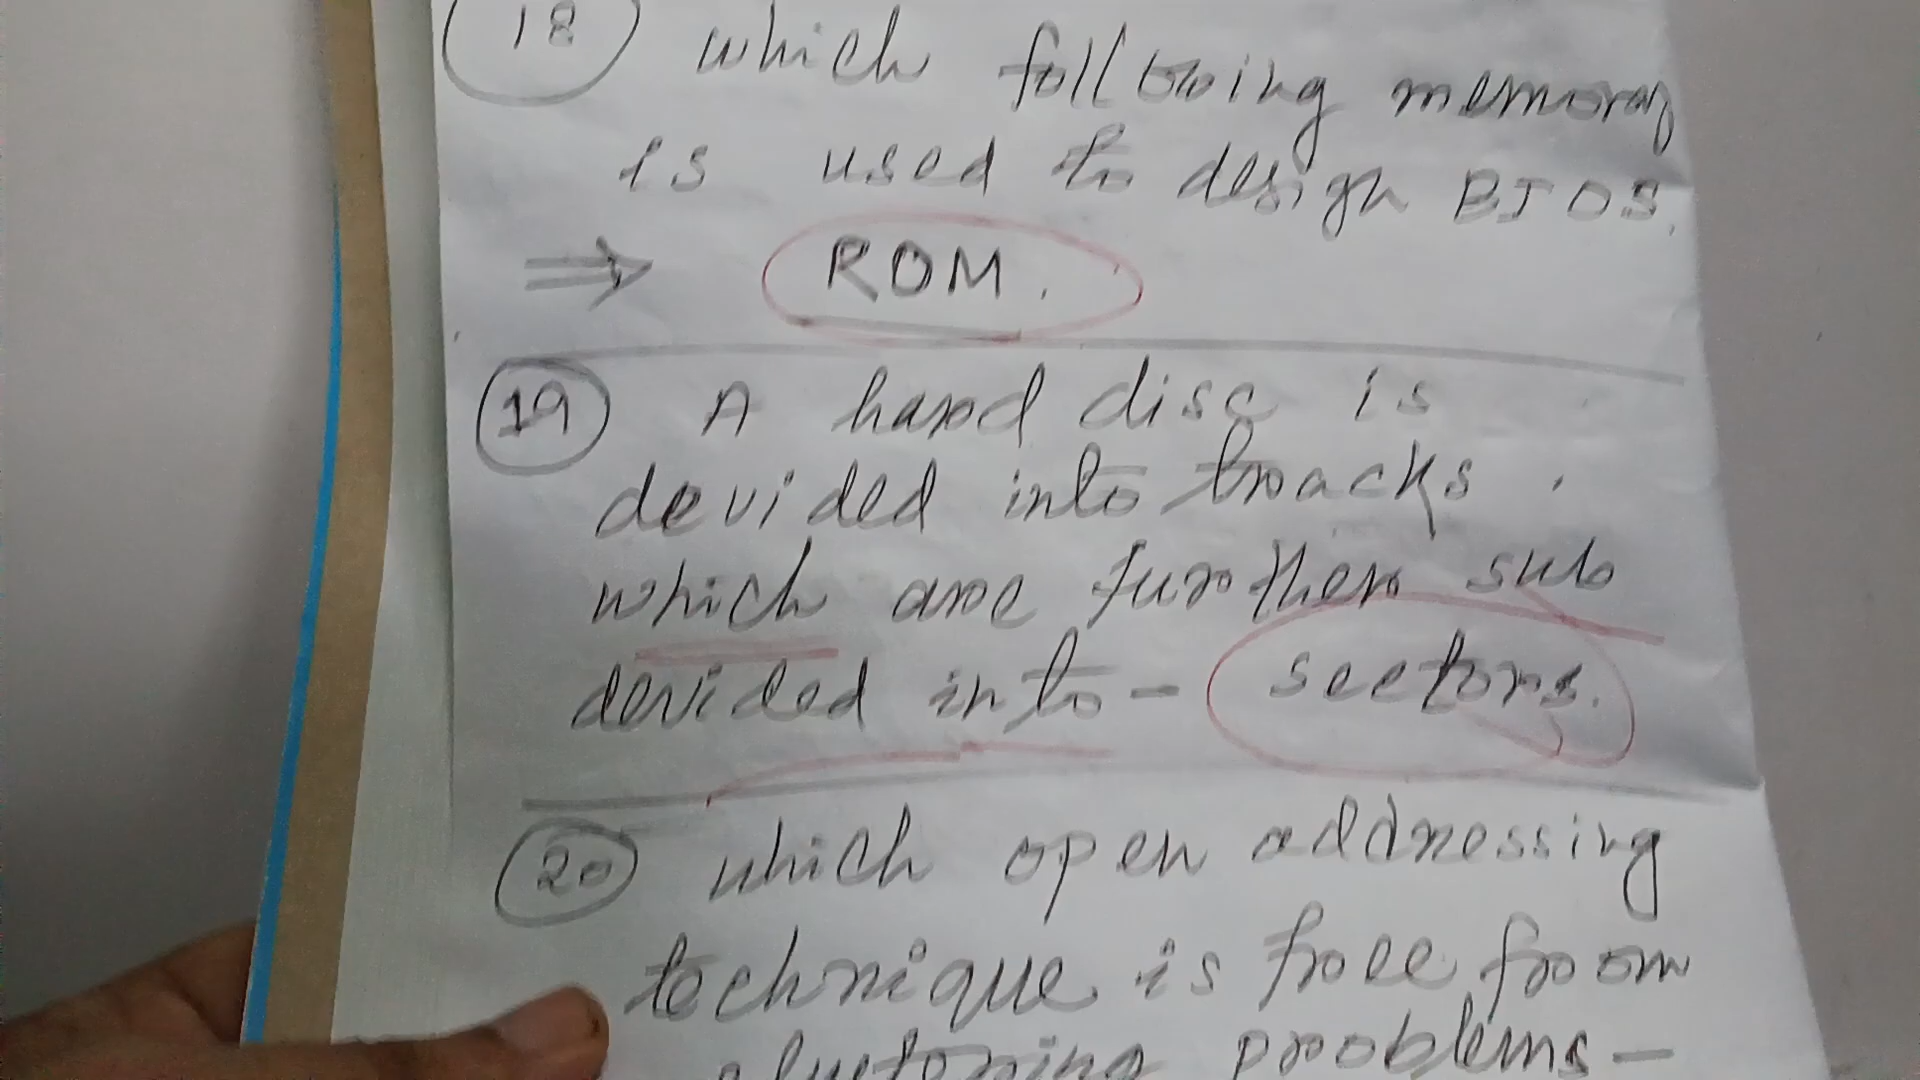 18 which following memory
is used to design BIOS.
⇒ ROM.
19 A hard disc is
devided into tracks.
which are further sub
devided into - sectors.
20 which open addressing
technique is free from
clustering problems -